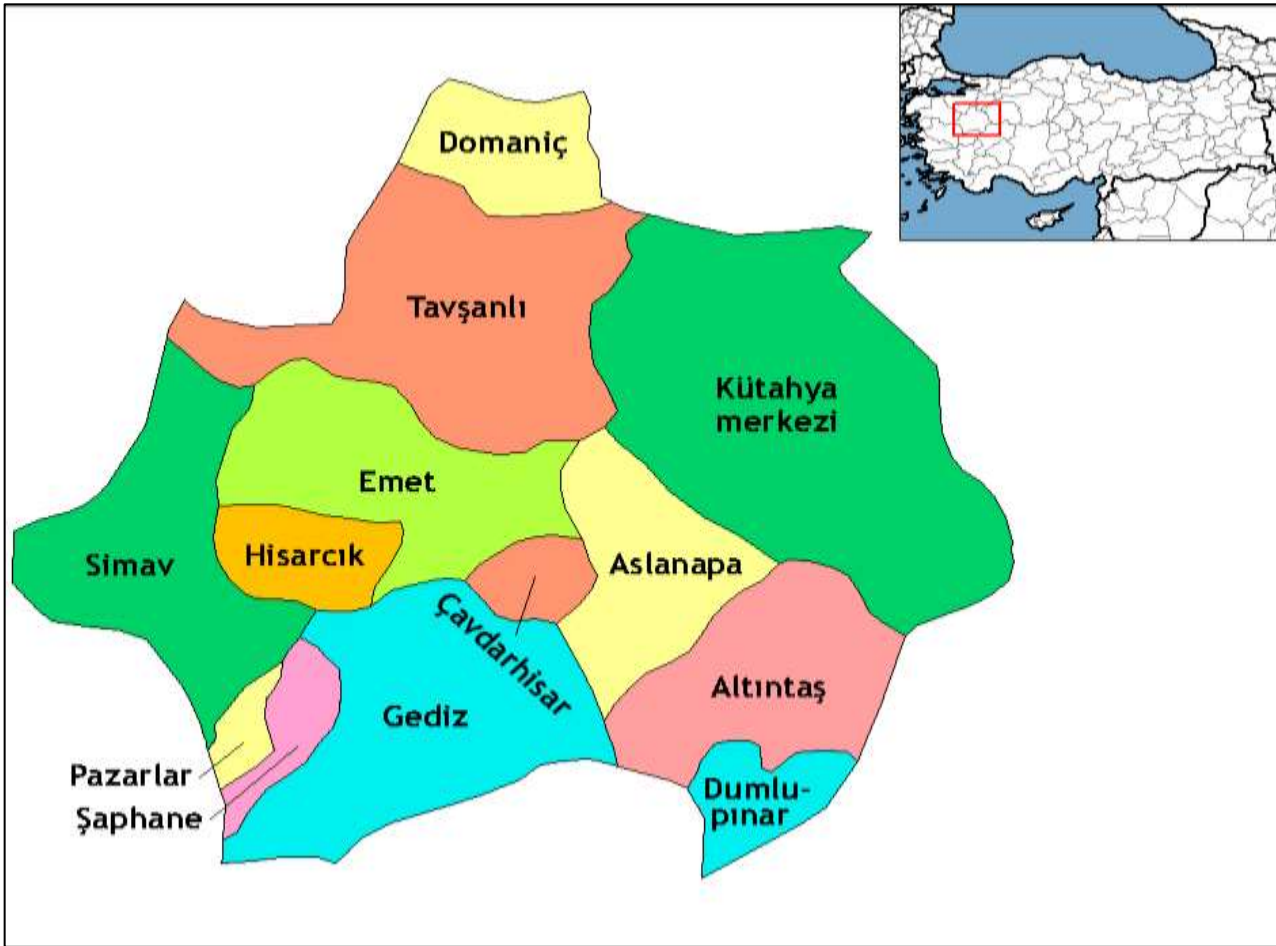 Domaniç
Tavşanlı
Kütahya
merkezi
Emet
Simav
Hisarcık
Aslanapa
Çavdarhisar
Altıntaş
Gediz
Pazarlar
Şaphane
Dumlu-
pınar